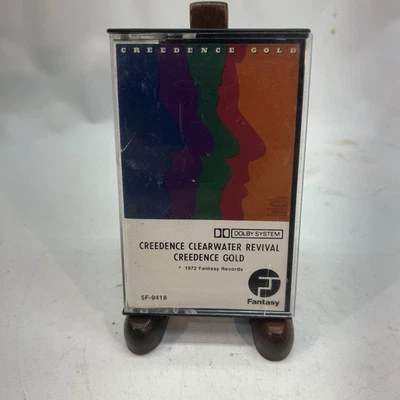 CREEDENCE GOLD
DOLBY SYSTEM
CREEDENCE CLEARWATER REVIVAL
CREEDENCE GOLD
℗ 1972 Fantasy Records
SF-9418
Fantasy